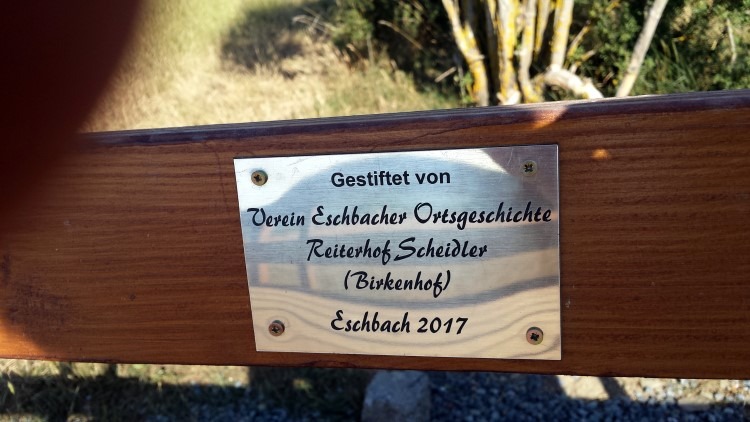 Gestiftet von
Verein Eschbacher Ortsgeschichte
Reiterhof Scheidler
(Birkenhof)
Eschbach 2017